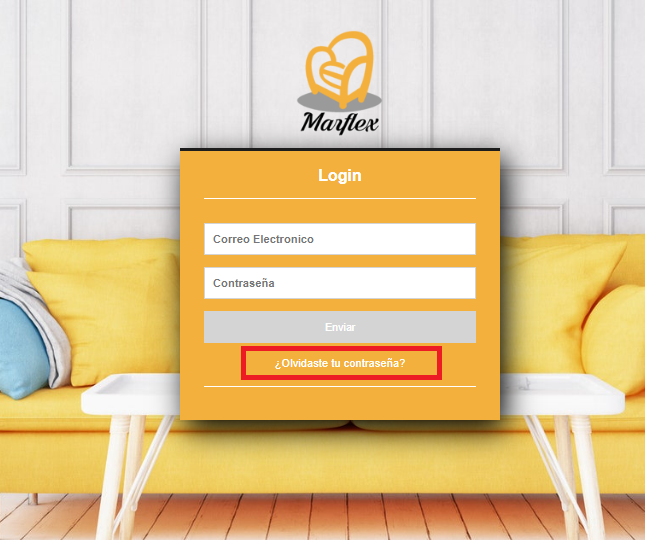 Marflex
Login
Correo Electronico
Contraseña
Enviar
¿Olvidaste tu contraseña?